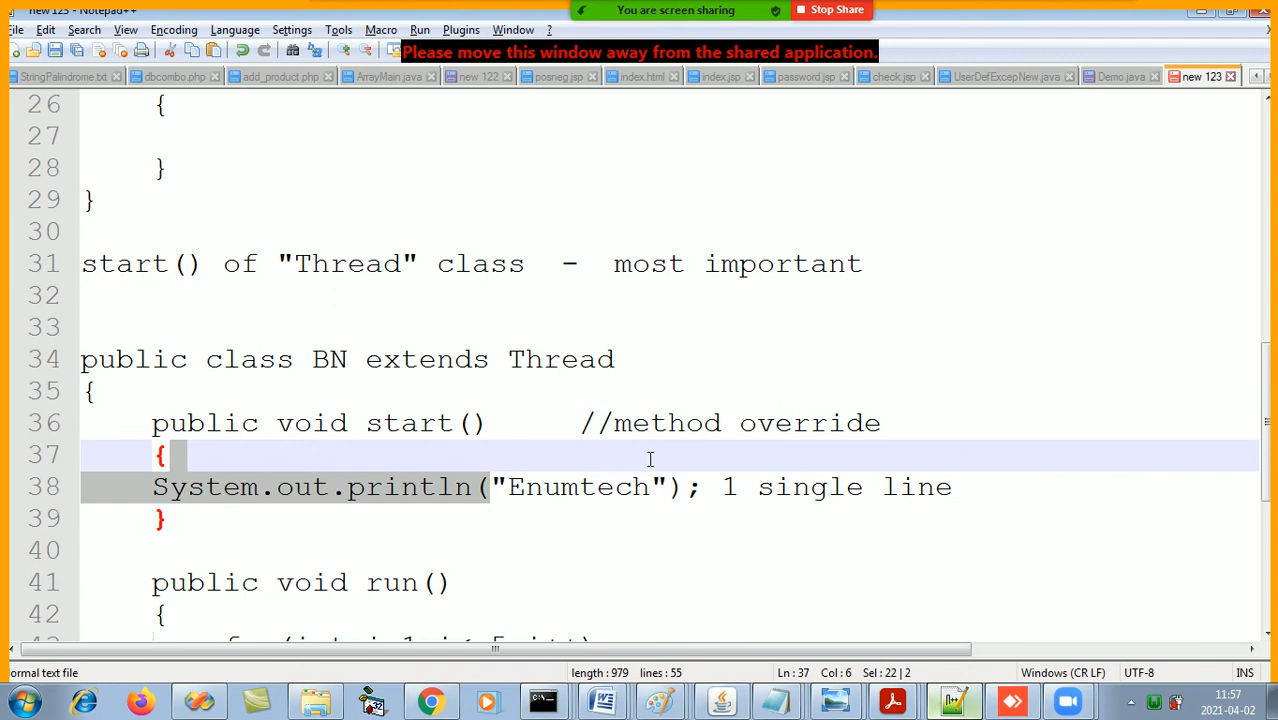 new 123 - Notepad++
You are screen sharing
Stop Share
File Edit Search View Encoding Language Settings Tools Macro Run Plugins Window ?
Please move this window away from the shared application.
StringPalindrome.txt dbcombo.php add_product.php ArrayMain.java new 122 posneg.jsp index.html index.jsp password.jsp check.jsp UserDefExcepNew.java Demo.java new 123
26 {
27
28 }
29 }
30
31 start() of "Thread" class - most important
32
33
34 public class BN extends Thread
35 {
36 public void start() //method override
37 {
38 System.out.println("Enumtech"); 1 single line
39 }
40
41 public void run()
42 {
ormal text file length : 979 lines : 55 Ln : 37 Col : 6 Sel : 22 | 2 Windows (CR LF) UTF-8 INS
11:57
2021-04-02